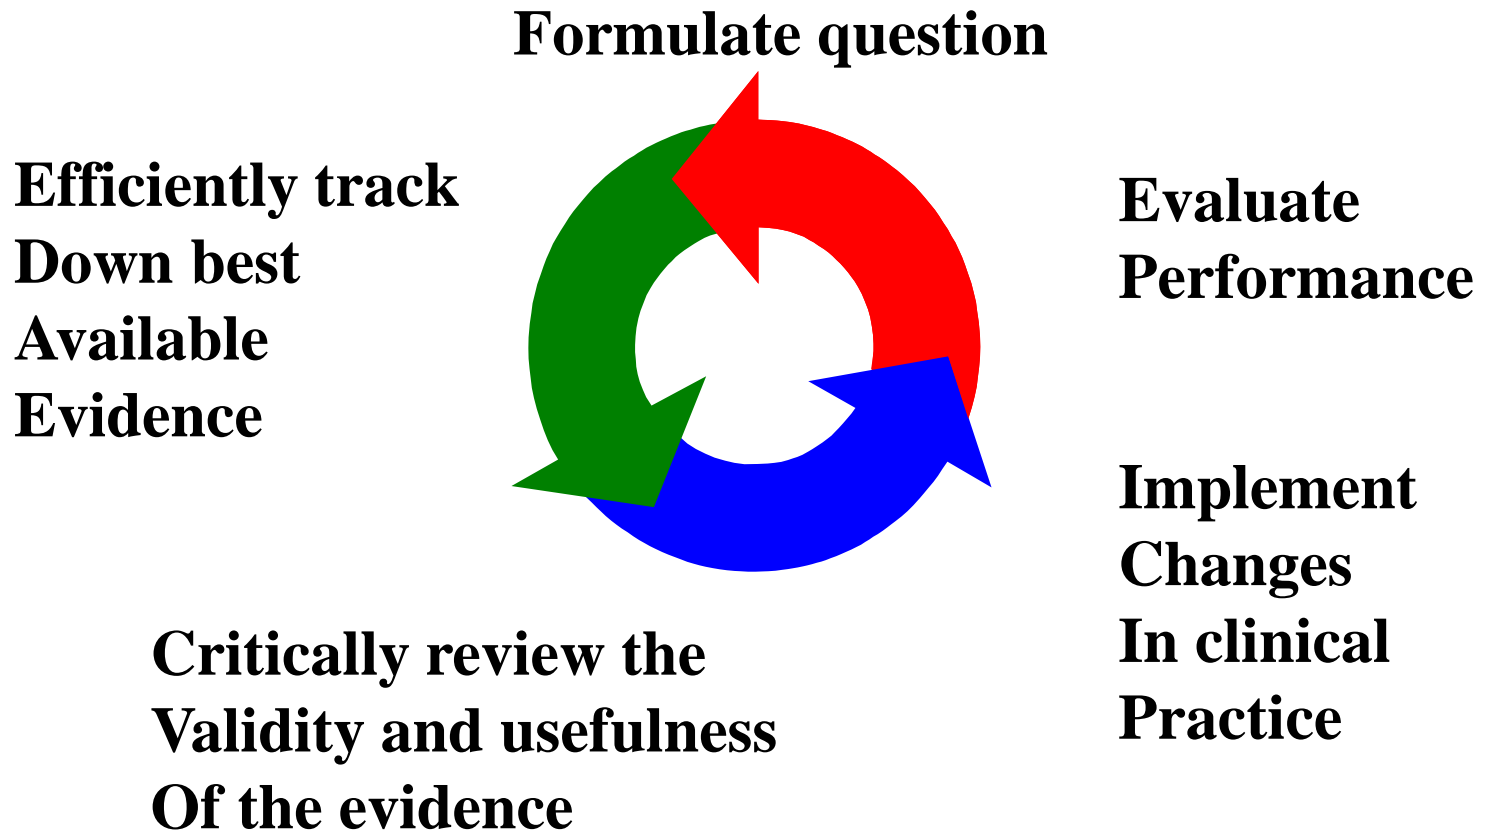 Formulate question
Efficiently track
Down best
Available
Evidence
Evaluate
Performance
Implement
Changes
In clinical
Practice
Critically review the
Validity and usefulness
Of the evidence